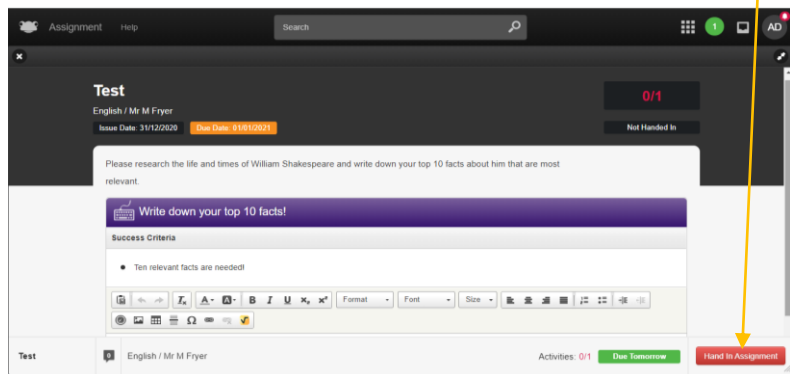 Assignment Help Search 1 AD
Test
0/1
English / Mr M Fryer
Issue Date: 31/12/2020 Due Date: 01/01/2021 Not Handed In
Please research the life and times of William Shakespeare and write down your top 10 facts about him that are most
relevant.
Write down your top 10 facts!
Success Criteria
Ten relevant facts are needed!
A A B I U x₂ x² Format Font Size
Ω
Test 0 English / Mr M Fryer Activities: 0/1 Due Tomorrow Hand In Assignment